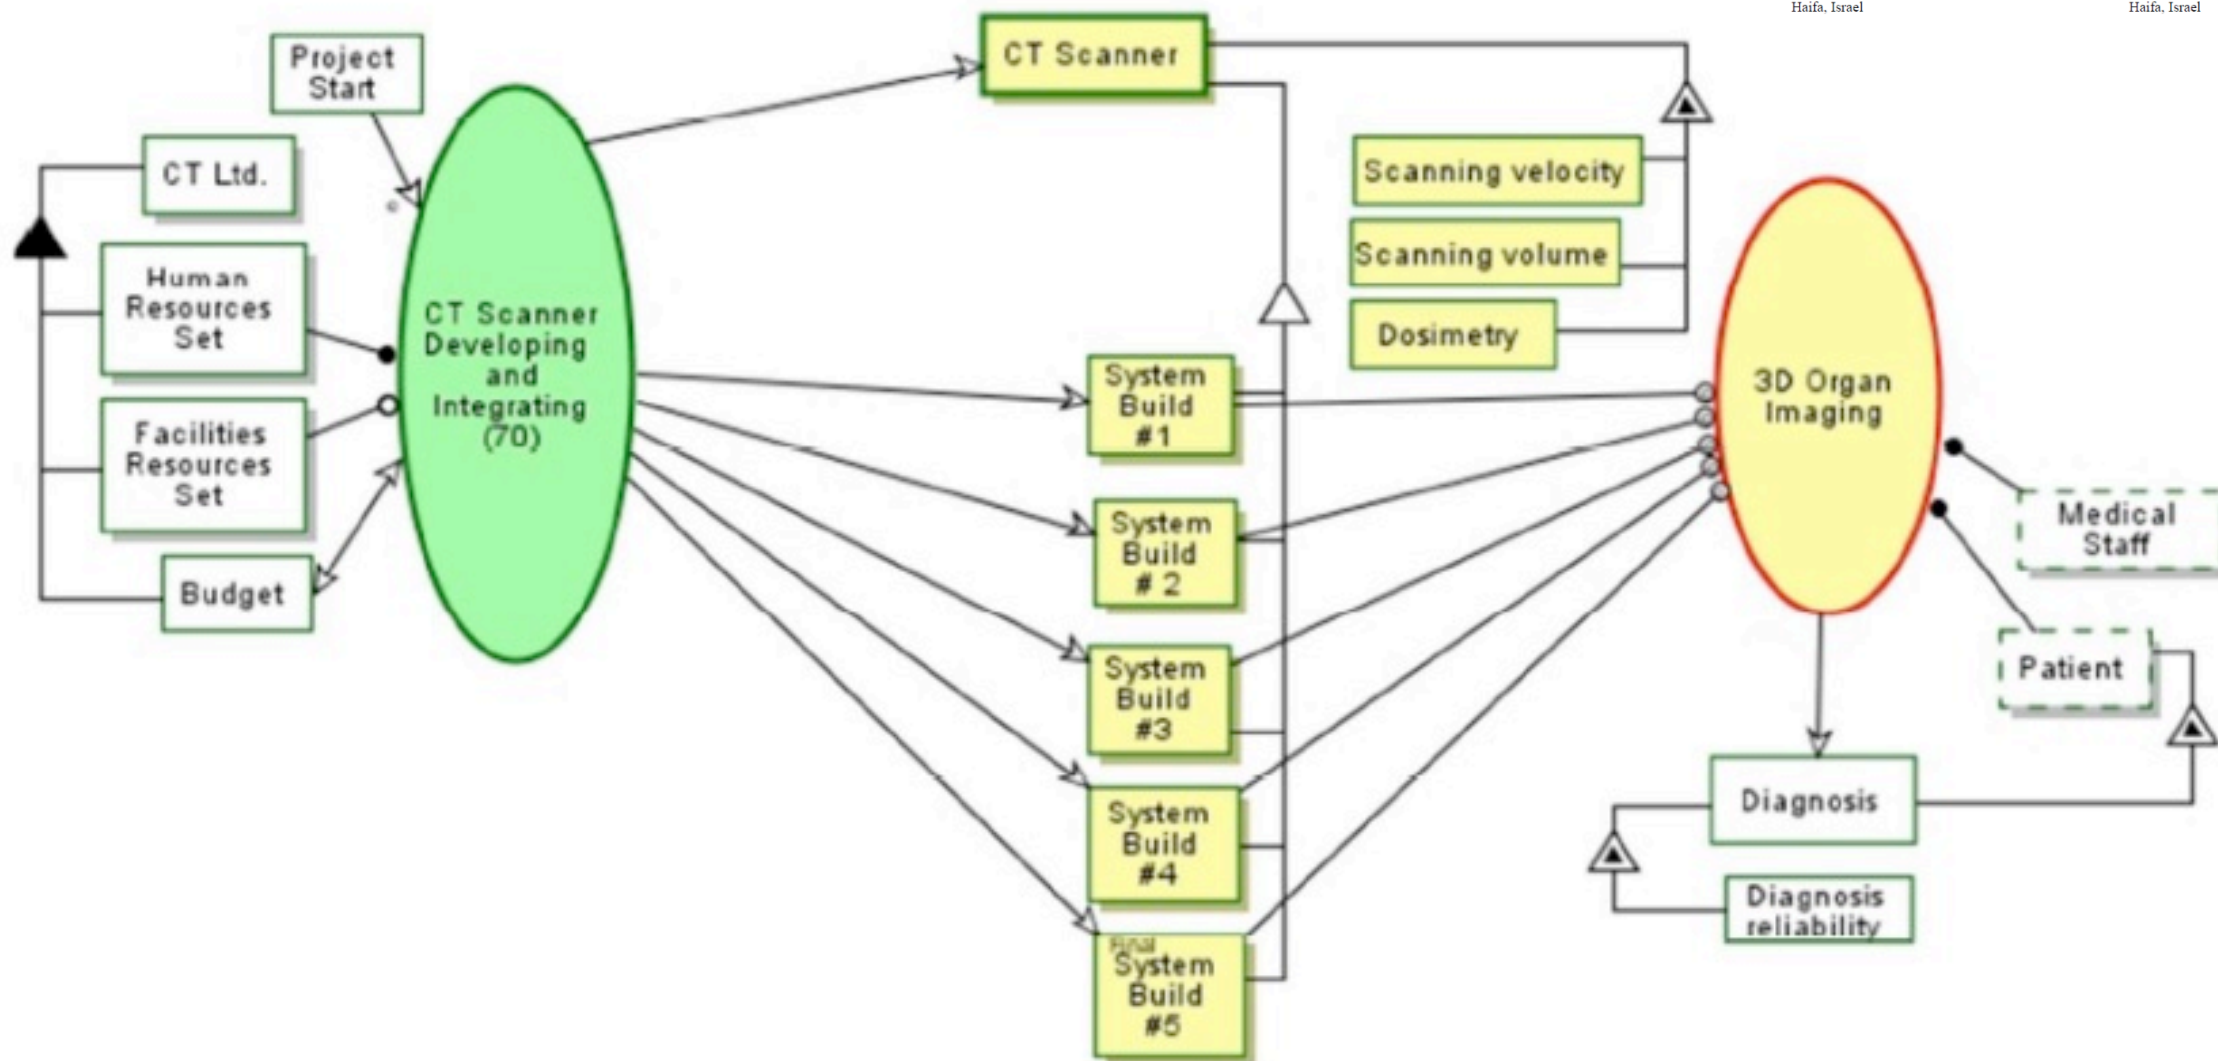 Haifa, Israel
Haifa, Israel
Project
Start
CT Ltd.
Human
Resources
Set
Facilities
Resources
Set
Budget
CT Scanner
Developing
and
Integrating
(70)
CT Scanner
Scanning velocity
Scanning volume
Dosimetry
System
Build
#1
System
Build
# 2
System
Build
#3
System
Build
#4
Final
System
Build
#5
3D Organ
Imaging
Medical
Staff
Patient
Diagnosis
Diagnosis
reliability